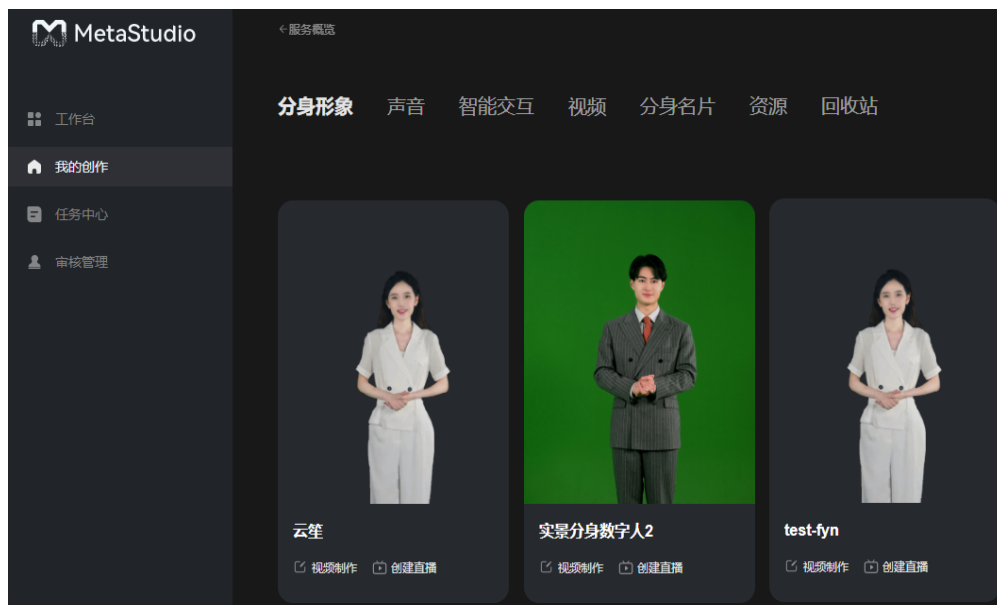 MetaStudio
服务概览
分身形象 声音 智能交互 视频 分身名片 资源 回收站
工作台
我的创作
任务中心
审核管理
云笙 实景分身数字人2 test-fyn
视频制作 创建直播 视频制作 创建直播 视频制作 创建直播